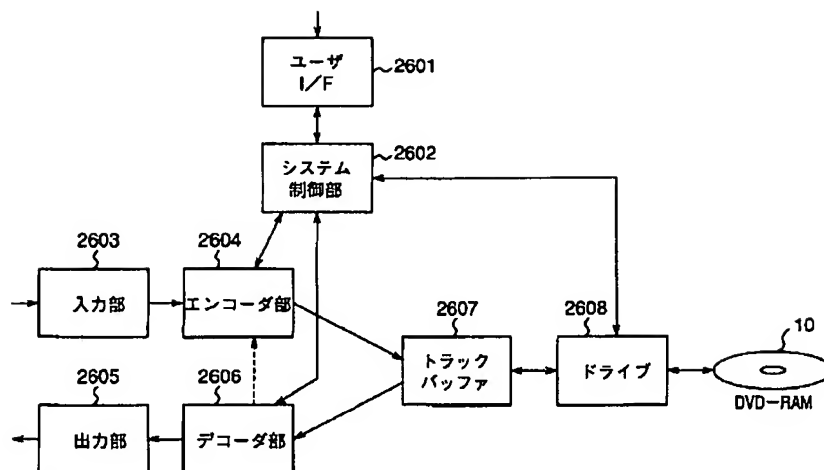 ユーザ
I/F
2601
システム
制御部
2602
2603
入力部
2604
エンコーダ部
2605
出力部
2606
デコーダ部
2607
トラック
バッファ
2608
ドライブ
10
DVD-RAM